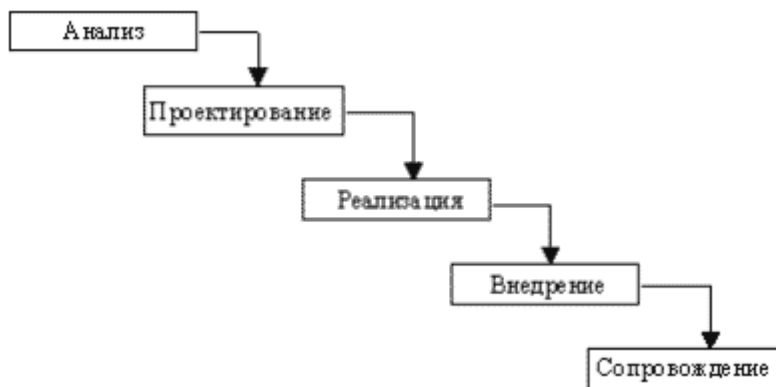 Анализ
Проектирование
Реализация
Внедрение
Сопровождение